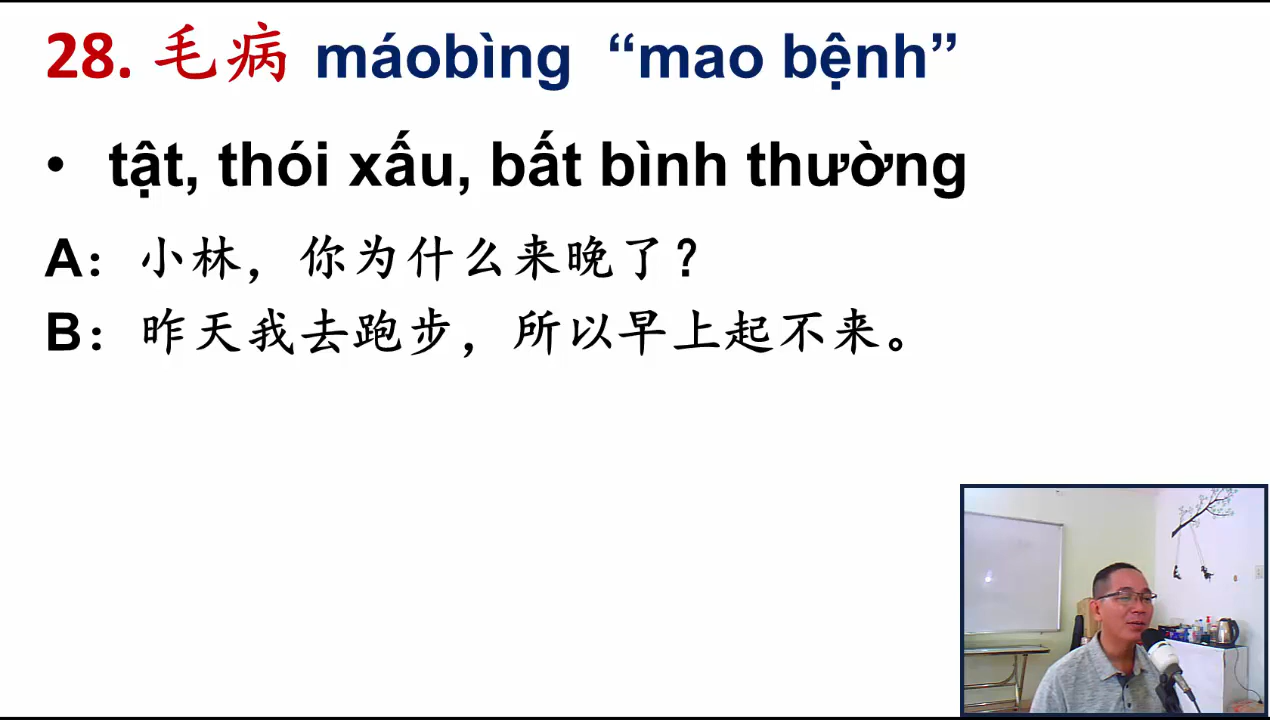 28. 毛病 máobìng “mao bệnh”
• tật, thói xấu, bất bình thường
A：小林，你为什么来晚了？
B：昨天我去跑步，所以早上起不来。